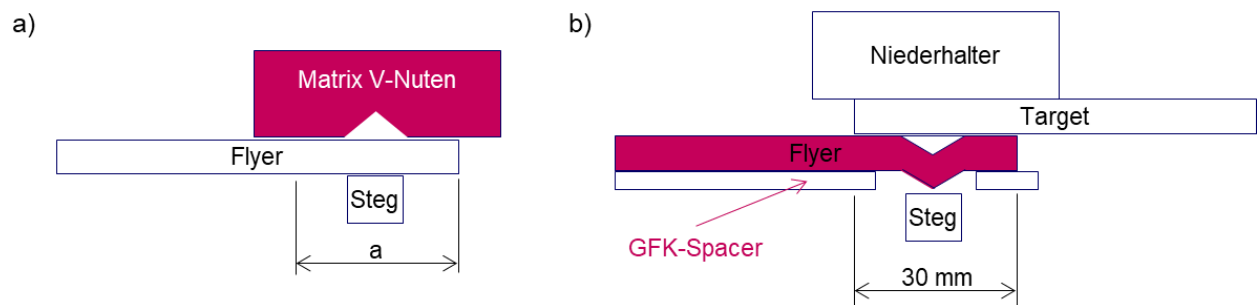 a)
Matrix V-Nuten
Flyer
Steg
a
b)
Niederhalter
Target
Flyer
Steg
GFK-Spacer
30 mm